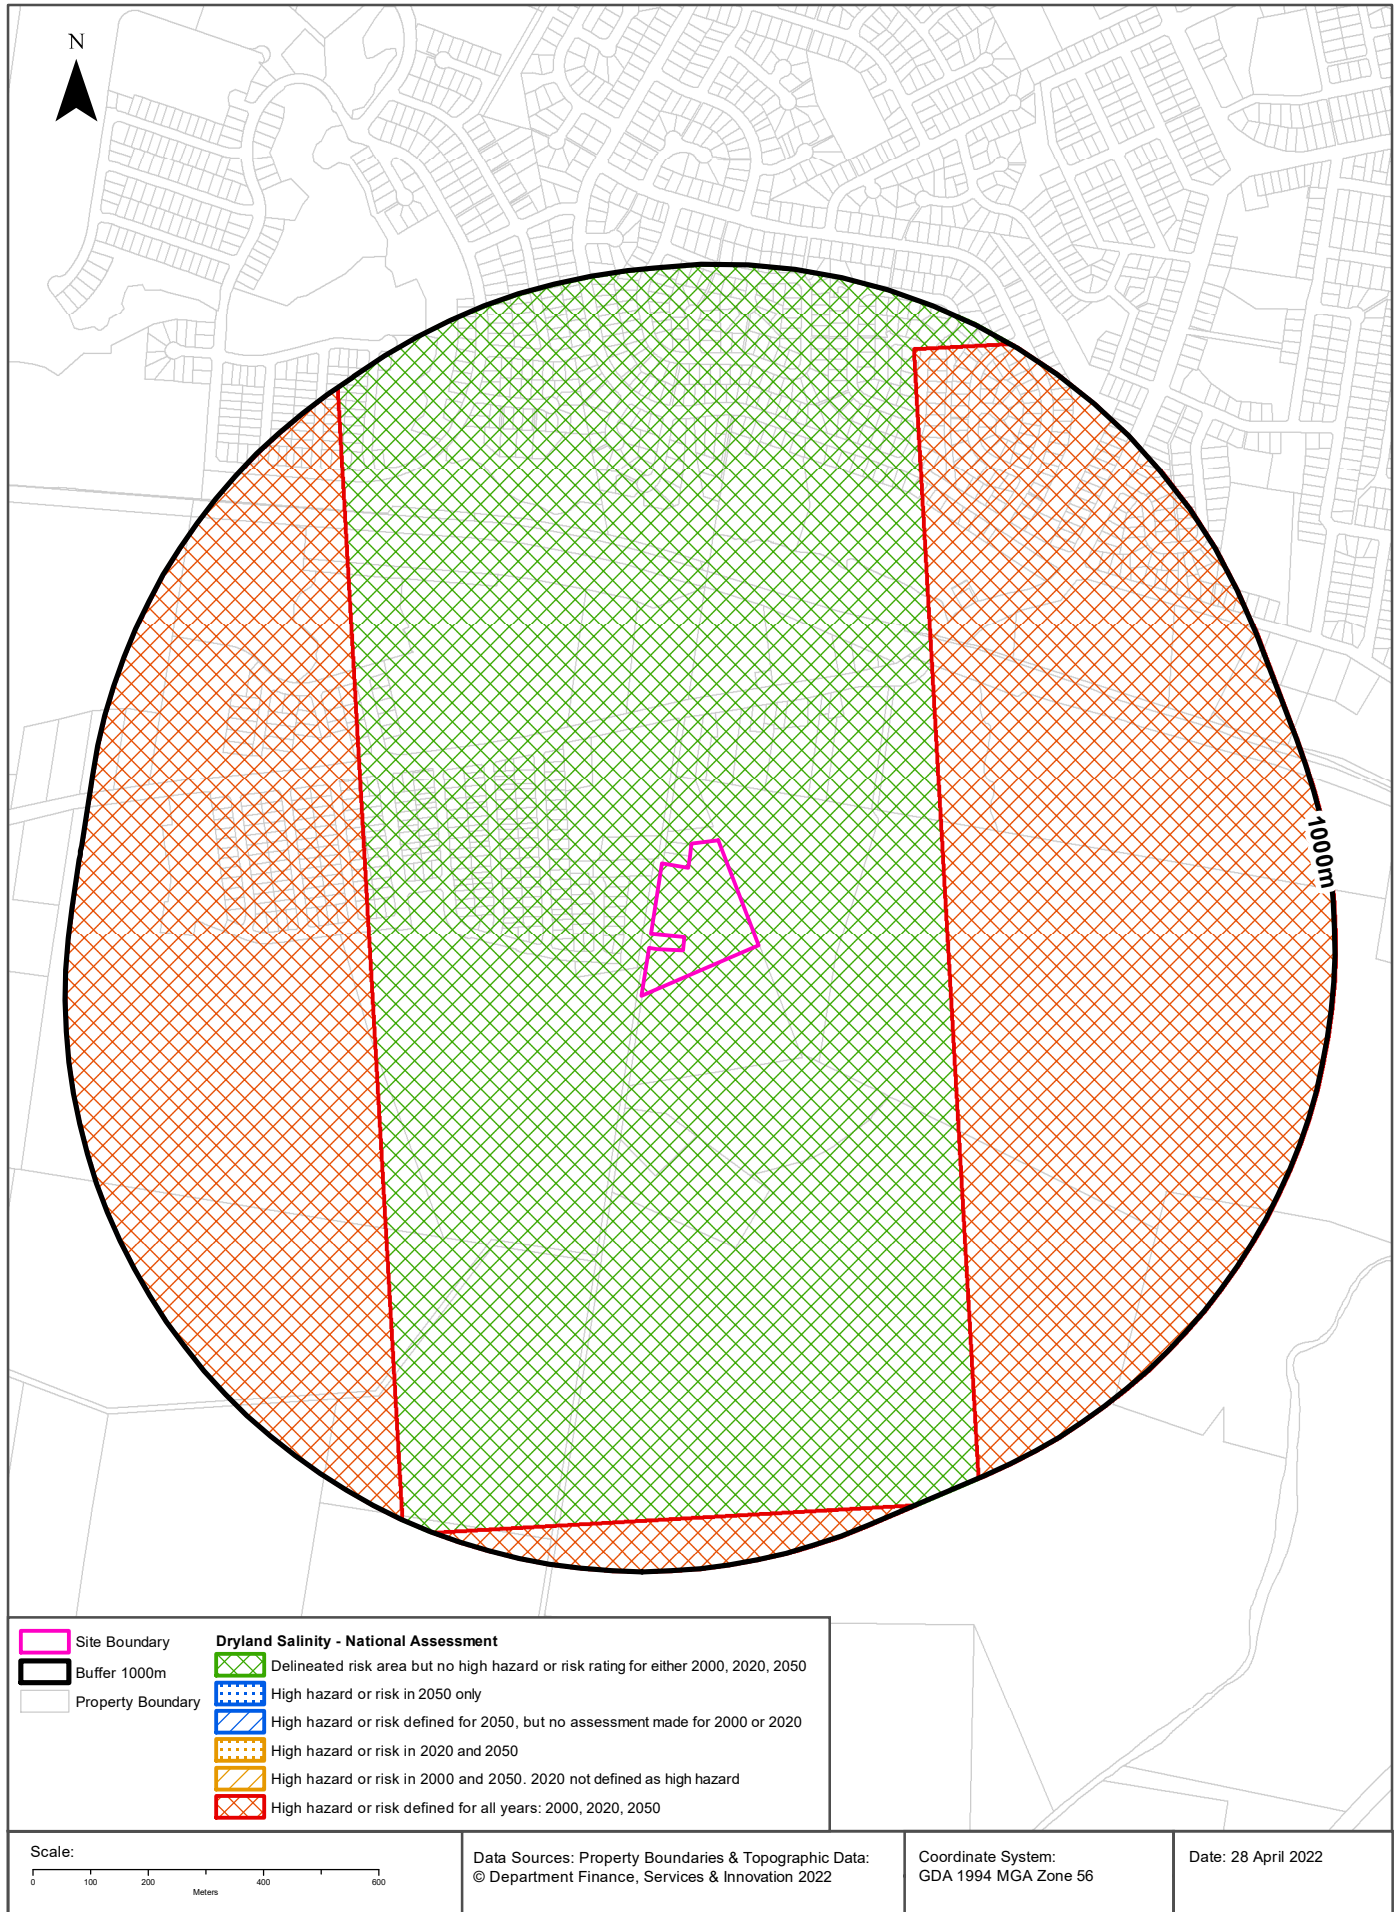 N
1000m
Site Boundary
Buffer 1000m
Property Boundary
Dryland Salinity - National Assessment
Delineated risk area but no high hazard or risk rating for either 2000, 2020, 2050
High hazard or risk in 2050 only
High hazard or risk defined for 2050, but no assessment made for 2000 or 2020
High hazard or risk in 2020 and 2050
High hazard or risk in 2000 and 2050. 2020 not defined as high hazard
High hazard or risk defined for all years: 2000, 2020, 2050
Scale:
0 100 200 400 600
Meters
Data Sources: Property Boundaries & Topographic Data:
© Department Finance, Services & Innovation 2022
Coordinate System:
GDA 1994 MGA Zone 56
Date: 28 April 2022